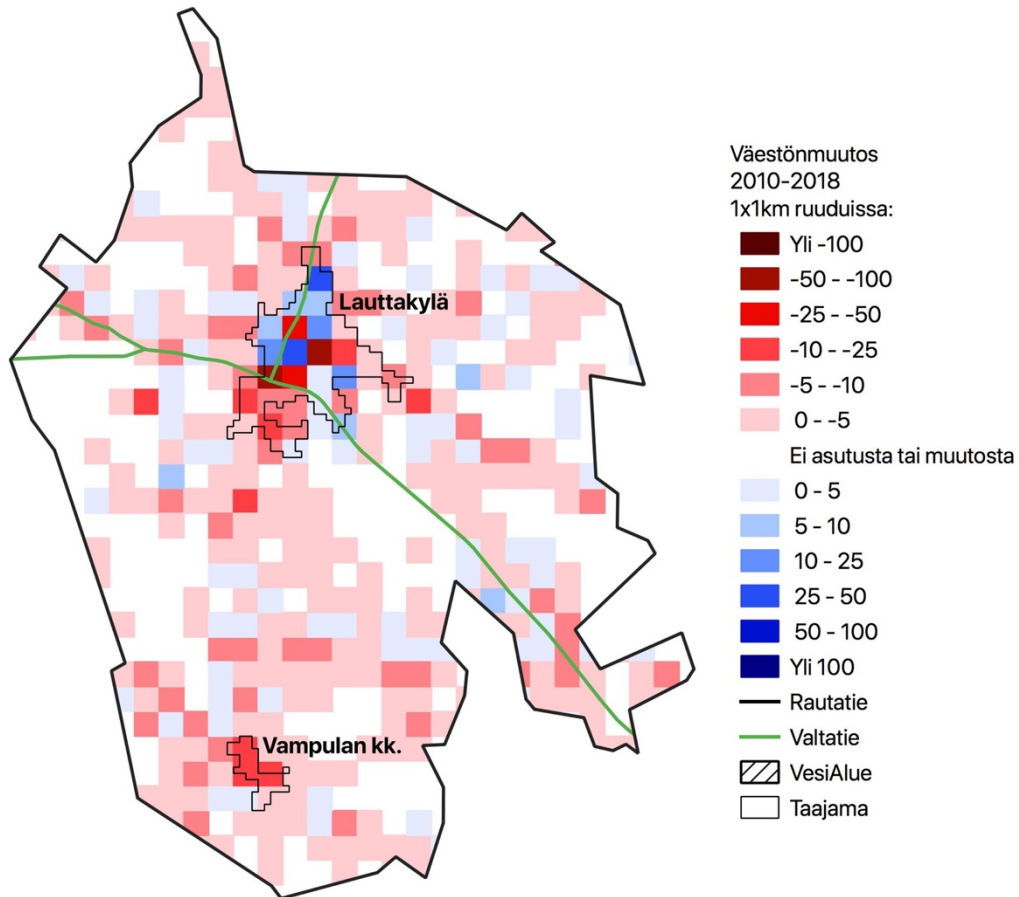 Lauttakylä
Vampulan kk.
Väestönmuutos
2010-2018
1x1km ruuduissa:
Yli -100
-50 - -100
-25 - -50
-10 - -25
-5 - -10
0 - -5
Ei asutusta tai muutosta
0 - 5
5 - 10
10 - 25
25 - 50
50 - 100
Yli 100
Rautatie
Valtatie
VesiAlue
Taajama